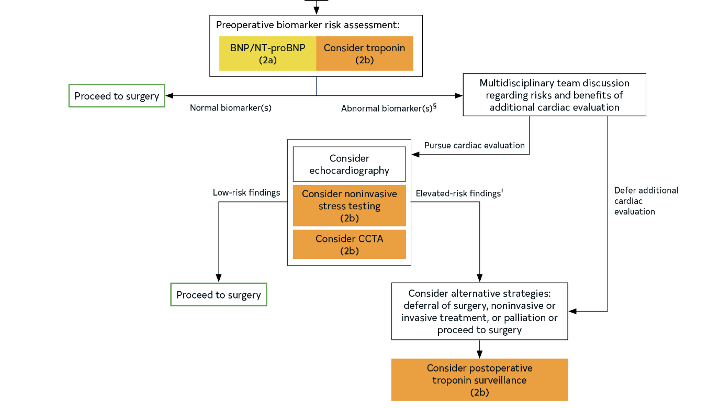 Preoperative biomarker risk assessment:
BNP/NT-proBNP
(2a)
Consider troponin
(2b)
Proceed to surgery
Normal biomarker(s)
Abnormal biomarker(s)§
Multidisciplinary team discussion
regarding risks and benefits of
additional cardiac evaluation
Pursue cardiac evaluation
Consider
echocardiography
Consider noninvasive
stress testing
(2b)
Consider CCTA
(2b)
Low-risk findings
Elevated-risk findings
Defer additional
cardiac
evaluation
Proceed to surgery
Consider alternative strategies:
deferral of surgery, noninvasive or
invasive treatment, or palliation or
proceed to surgery
Consider postoperative
troponin surveillance
(2b)